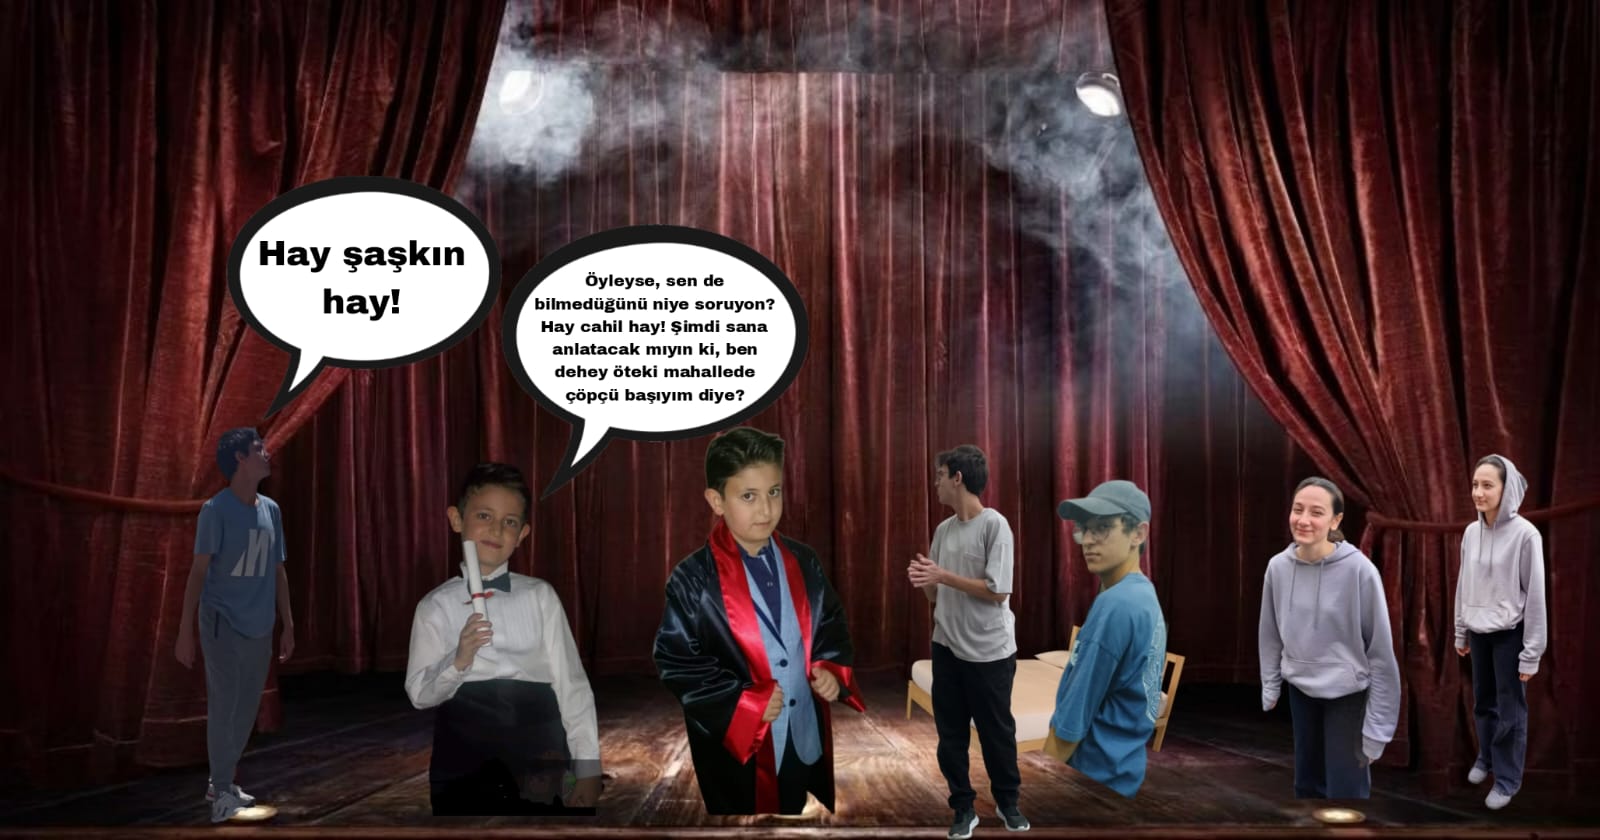 Hay şaşkın
hay!
Öyleyse, sen de
bilmedüğünü niye soruyon?
Hay cahil hay! Şimdi sana
anlatacak mıyın ki, ben
dehey öteki mahallede
çöpçü başıyım diye?